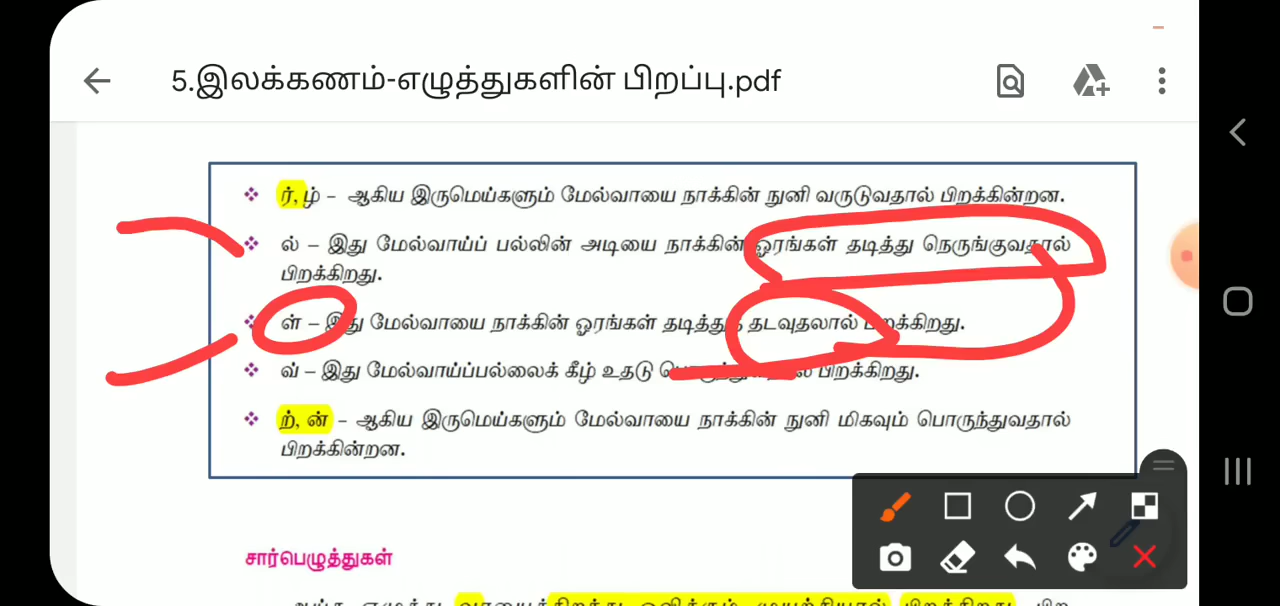 5.இலக்கணம்-எழுத்துகளின் பிறப்பு.pdf
❖ ர், ழ் – ஆகிய இருமெய்களும் மேல்வாயை நாக்கின் நுனி வருடுவதால் பிறக்கின்றன.
❖ ல் – இது மேல்வாய்ப் பல்லின் அடியை நாக்கின் ஓரங்கள் தடித்து நெருங்குவதால்
பிறக்கிறது.
❖ ள் – இது மேல்வாயை நாக்கின் ஓரங்கள் தடித்துத் தடவுதலால் பிறக்கிறது.
❖ வ் – இது மேல்வாய்ப்பல்லைக் கீழ் உதடு பிறக்கிறது.
❖ ற், ன் – ஆகிய இருமெய்களும் மேல்வாயை நாக்கின் நுனி மிகவும் பொருந்துவதால்
பிறக்கின்றன.
சார்பெழுத்துகள்